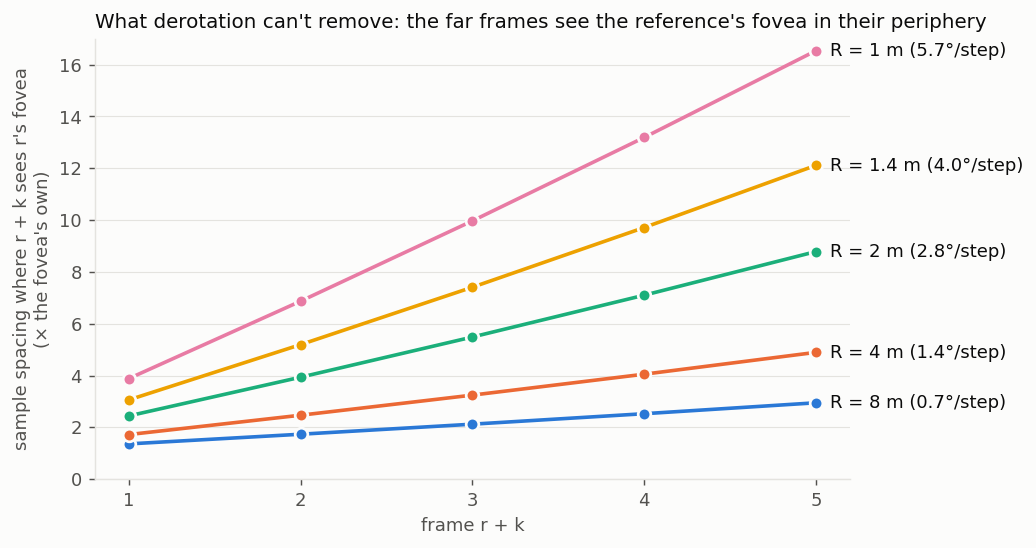 What derotation can't remove: the far frames see the reference's fovea in their periphery
sample spacing where r + k sees r's fovea
(× the fovea's own)
16
14
12
10
8
6
4
2
0
1
2
3
4
5
frame r + k
R = 1 m (5.7°/step)
R = 1.4 m (4.0°/step)
R = 2 m (2.8°/step)
R = 4 m (1.4°/step)
R = 8 m (0.7°/step)